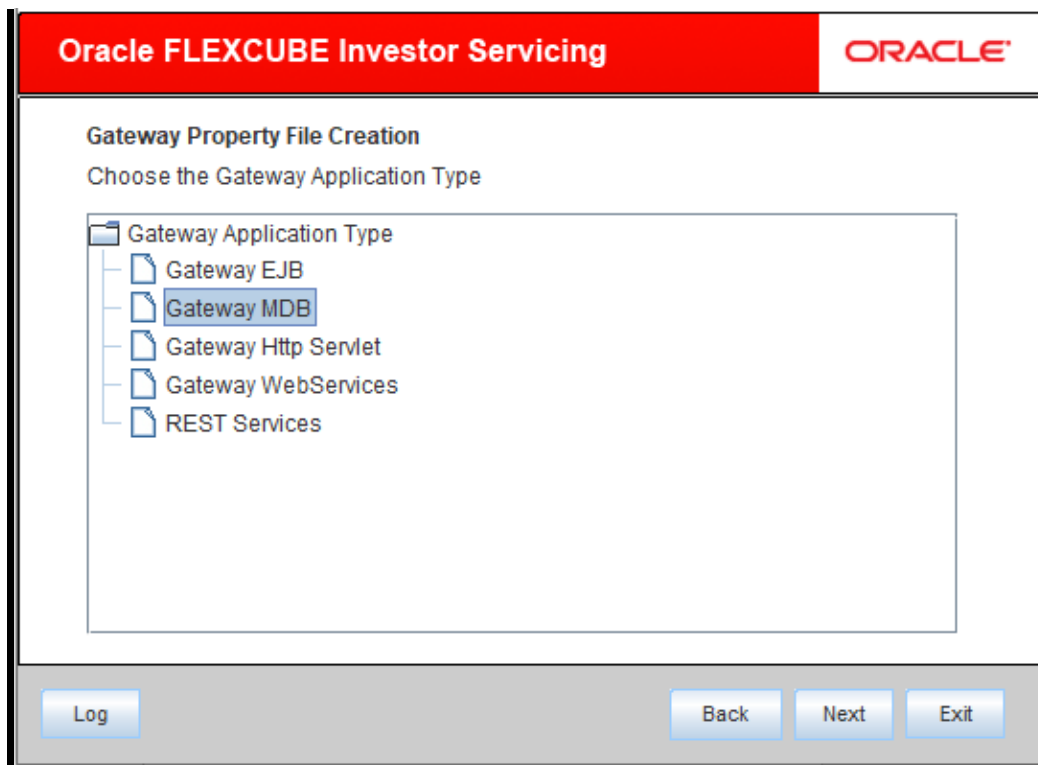 Oracle FLEXCUBE Investor Servicing
ORACLE
Gateway Property File Creation
Choose the Gateway Application Type
Gateway Application Type
Gateway EJB
Gateway MDB
Gateway Http Servlet
Gateway WebServices
REST Services
Log Back Next Exit